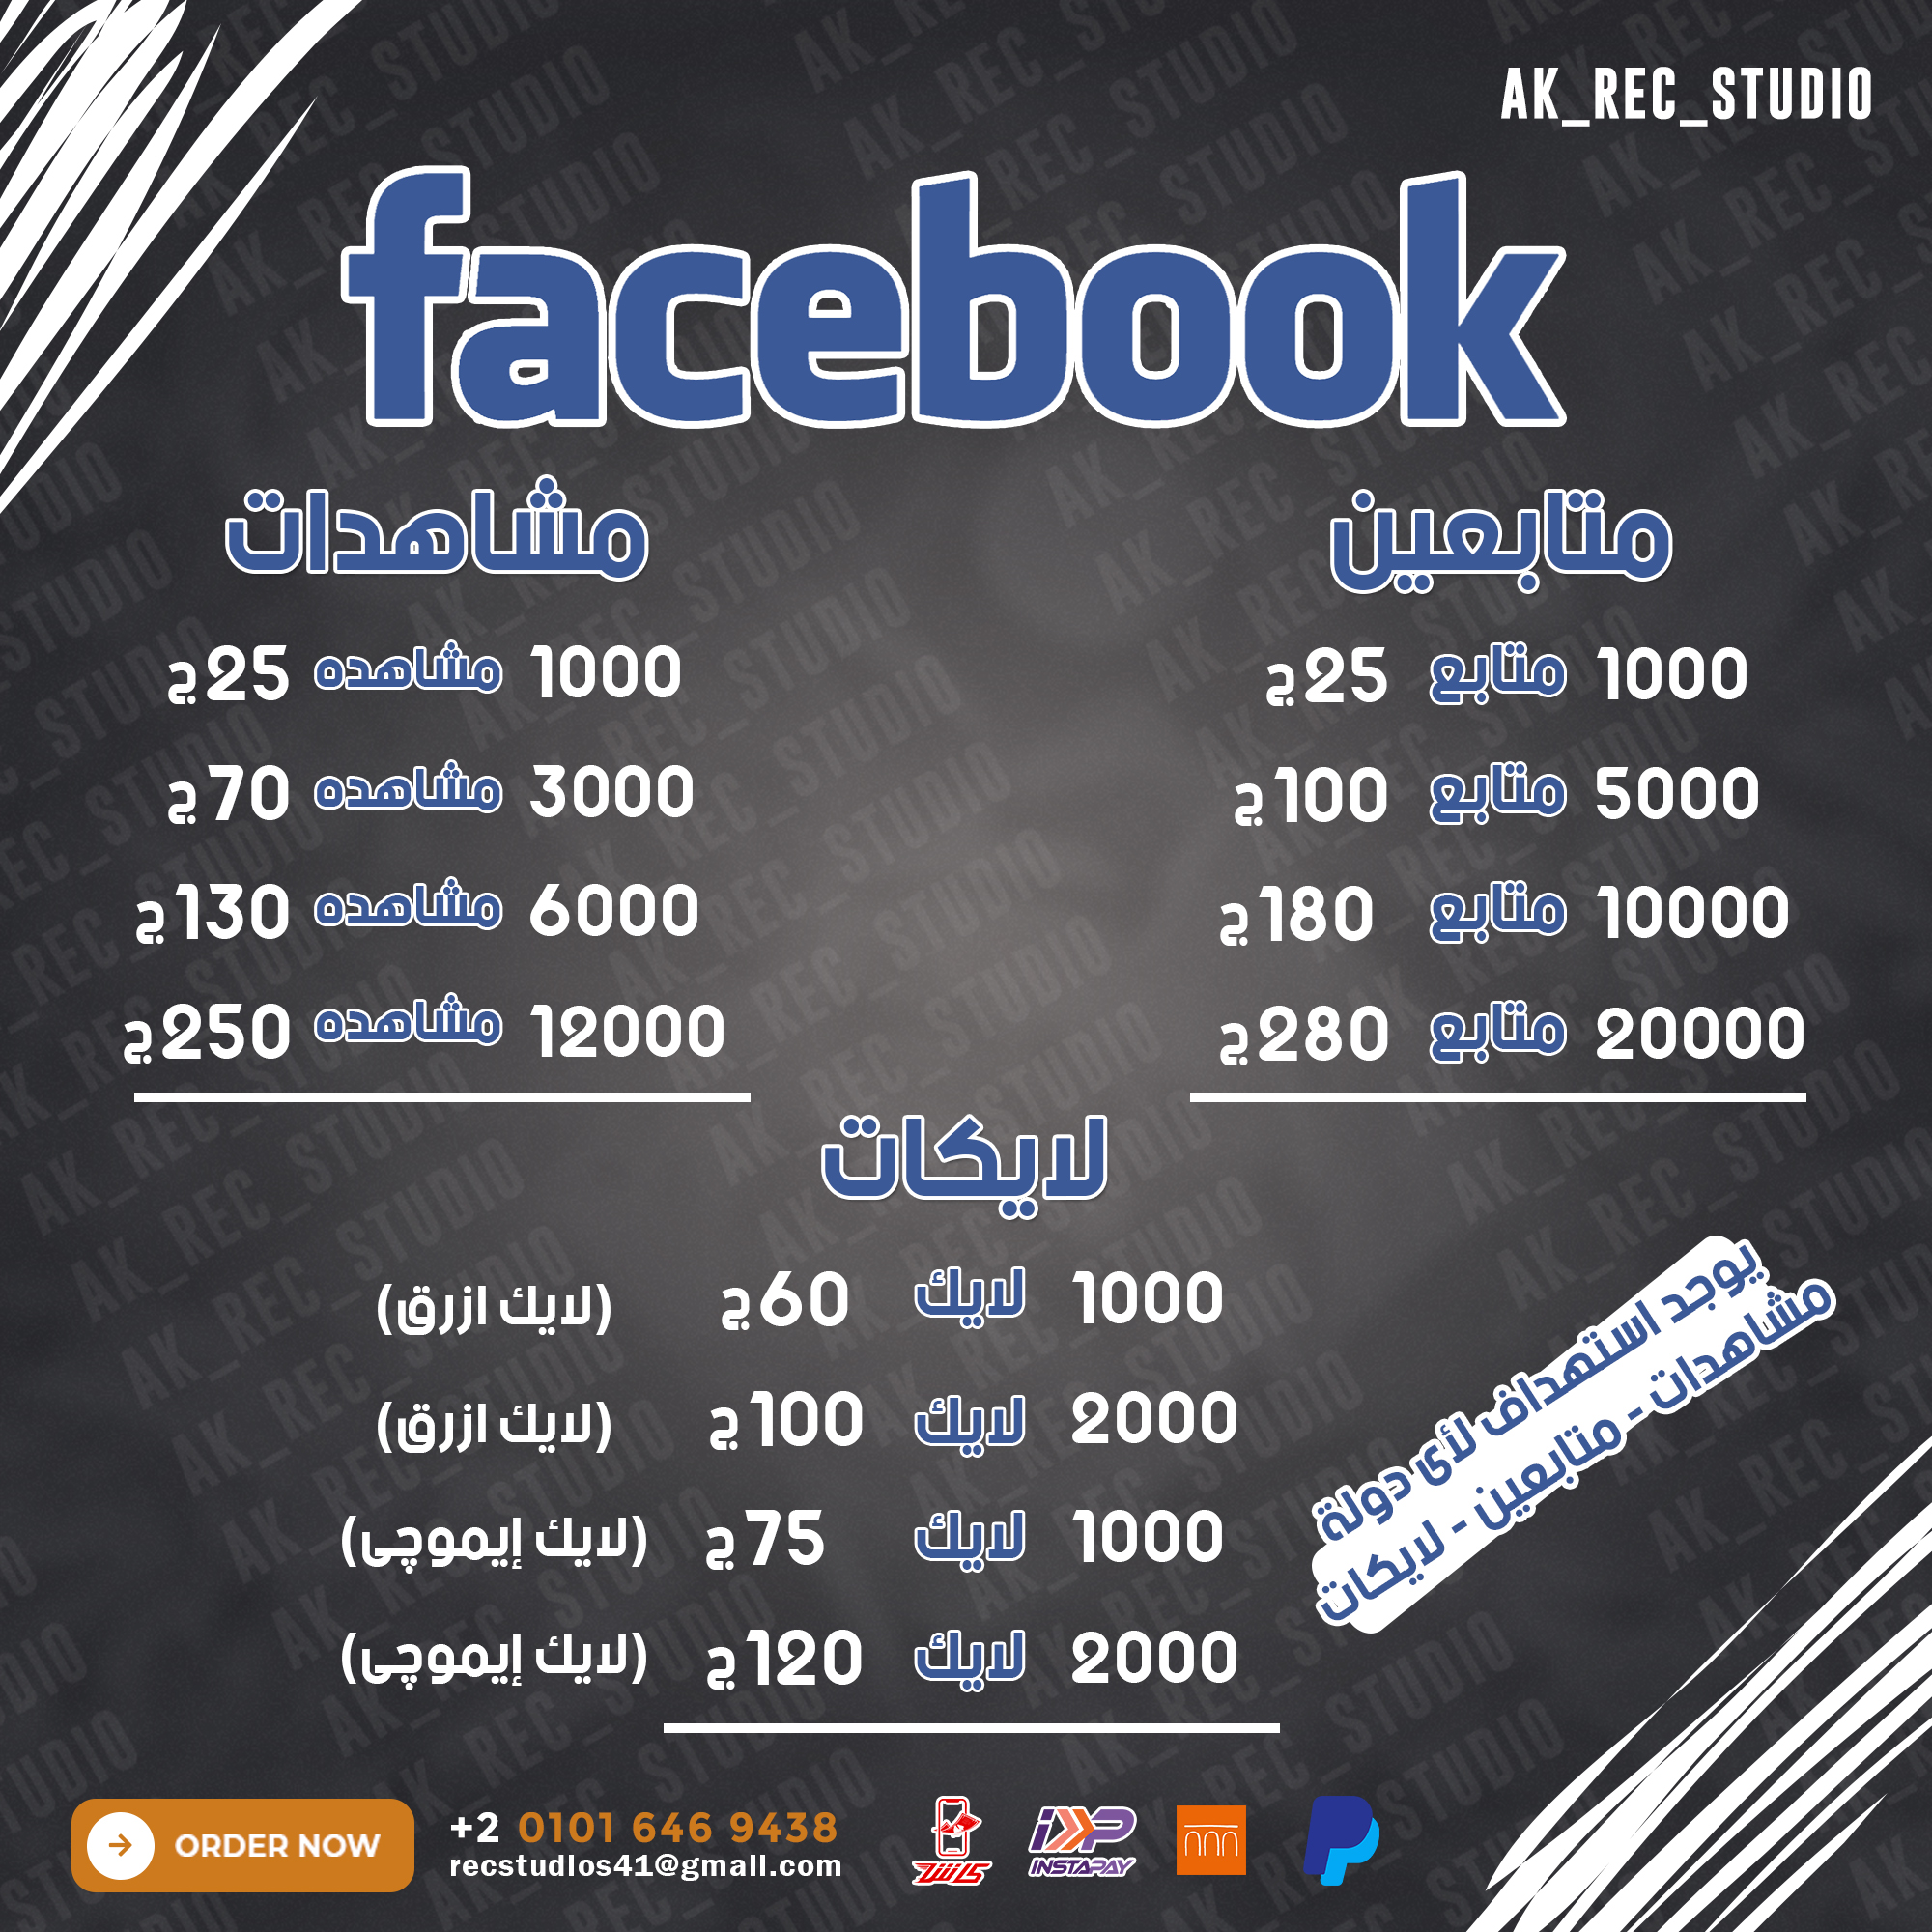 AK_REC_STUDIO
facebook
متابعين
1000 متابع 25ج
5000 متابع 100ج
10000 متابع 180ج
20000 متابع 280ج
مشاهدات
1000 مشاهده 25ج
3000 مشاهده 70ج
6000 مشاهده 130ج
12000 مشاهده 250ج
لايكات
1000 لايك 60ج (لايك ازرق)
2000 لايك 100ج (لايك ازرق)
1000 لايك 75ج (لايك إيموچى)
2000 لايك 120ج (لايك إيموچى)
يوجد استهداف لأى دولة
مشاهدات - متابعين - لايكات
ORDER NOW
+2 0101 646 9438
recstudios41@gmail.com
كاش
INSTAPAY